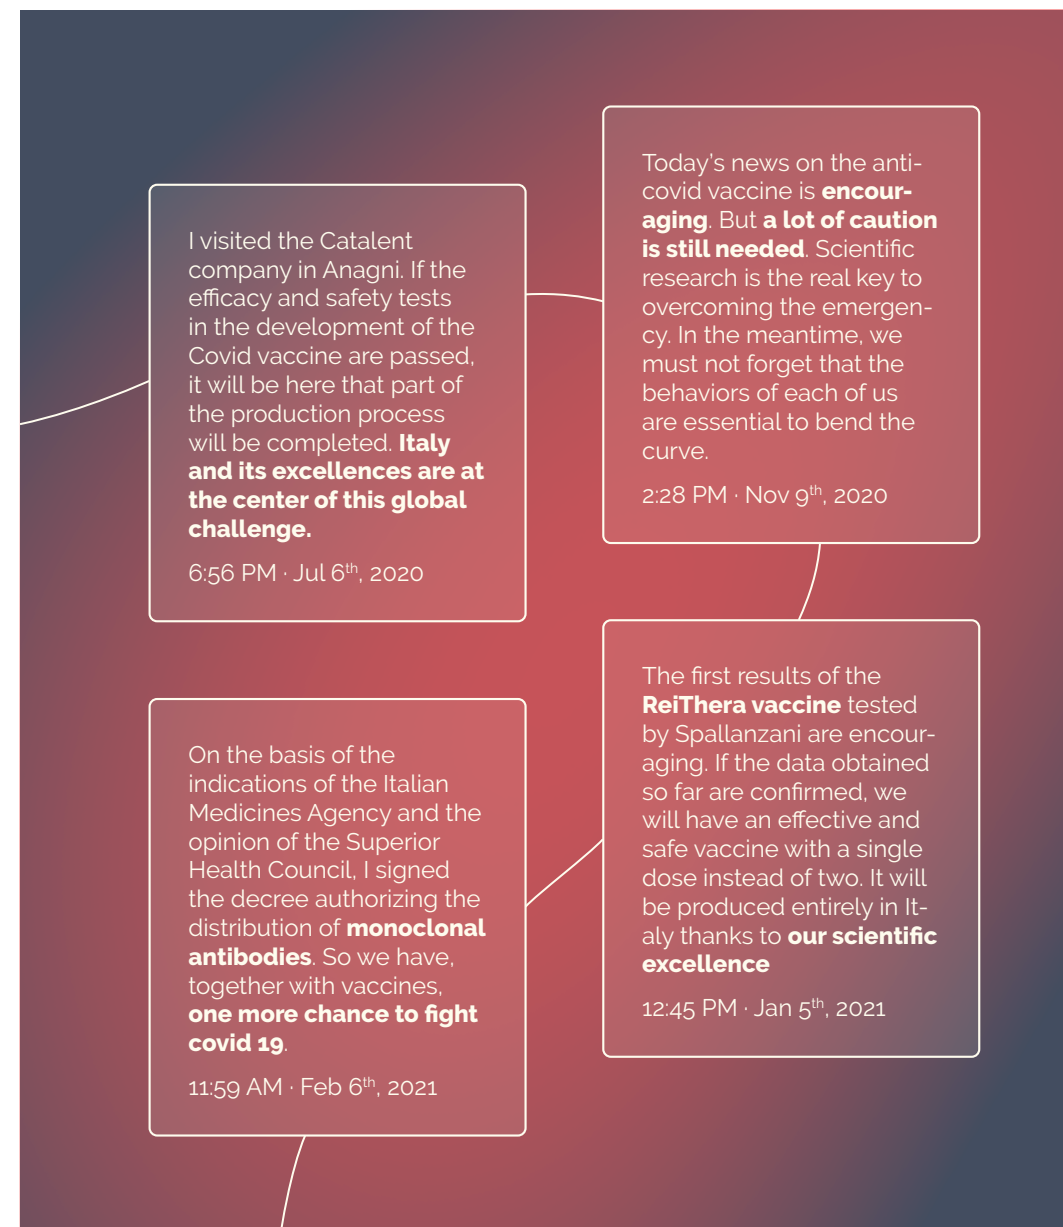 I visited the Catalent
company in Anagni. If the
efficacy and safety tests
in the development of the
Covid vaccine are passed,
it will be here that part of
the production process
will be completed. Italy
and its excellences are at
the center of this global
challenge.
6:56 PM · Jul 6th, 2020
Today's news on the anti-
covid vaccine is encour-
aging. But a lot of caution
is still needed. Scientific
research is the real key to
overcoming the emergen-
cy. In the meantime, we
must not forget that the
behaviors of each of us
are essential to bend the
curve.
2:28 PM · Nov 9th, 2020
The first results of the
ReiThera vaccine tested
by Spallanzani are encour-
aging. If the data obtained
so far are confirmed, we
will have an effective and
safe vaccine with a single
dose instead of two. It will
be produced entirely in It-
aly thanks to our scientific
excellence
12:45 PM · Jan 5th, 2021
On the basis of the
indications of the Italian
Medicines Agency and the
opinion of the Superior
Health Council, I signed
the decree authorizing the
distribution of monoclonal
antibodies. So we have,
together with vaccines,
one more chance to fight
covid 19.
11:59 AM · Feb 6th, 2021